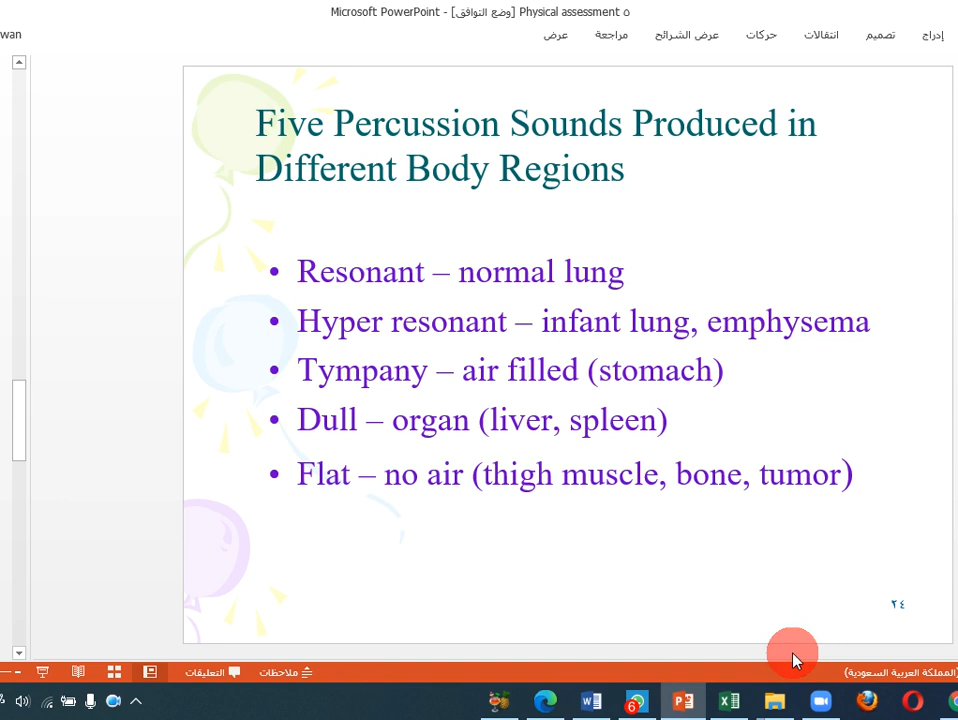 Microsoft PowerPoint - [وضع التوافق] Physical assessment ٥
wan
إدراج تصميم انتقالات حركات عرض الشرائح مراجعة عرض
Five Percussion Sounds Produced in
Different Body Regions
• Resonant – normal lung
• Hyper resonant – infant lung, emphysema
• Tympany – air filled (stomach)
• Dull – organ (liver, spleen)
• Flat – no air (thigh muscle, bone, tumor)
٢٤
(المملكة العربية السعودية) ملاحظات التعليقات
6